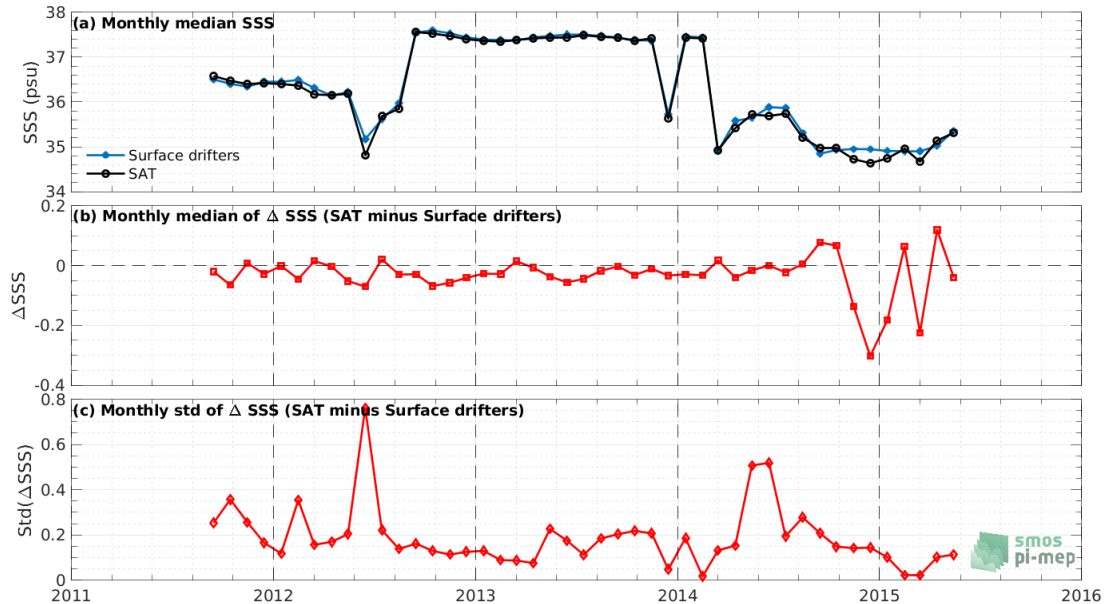 (a) Monthly median SSS
SSS (psu)
38
37
36
35
34
Surface drifters
SAT
(b) Monthly median of Δ SSS (SAT minus Surface drifters)
ΔSSS
0.2
0
-0.2
-0.4
(c) Monthly std of Δ SSS (SAT minus Surface drifters)
Std(ΔSSS)
0.8
0.6
0.4
0.2
0
2011 2012 2013 2014 2015 2016
smos
pi-mep